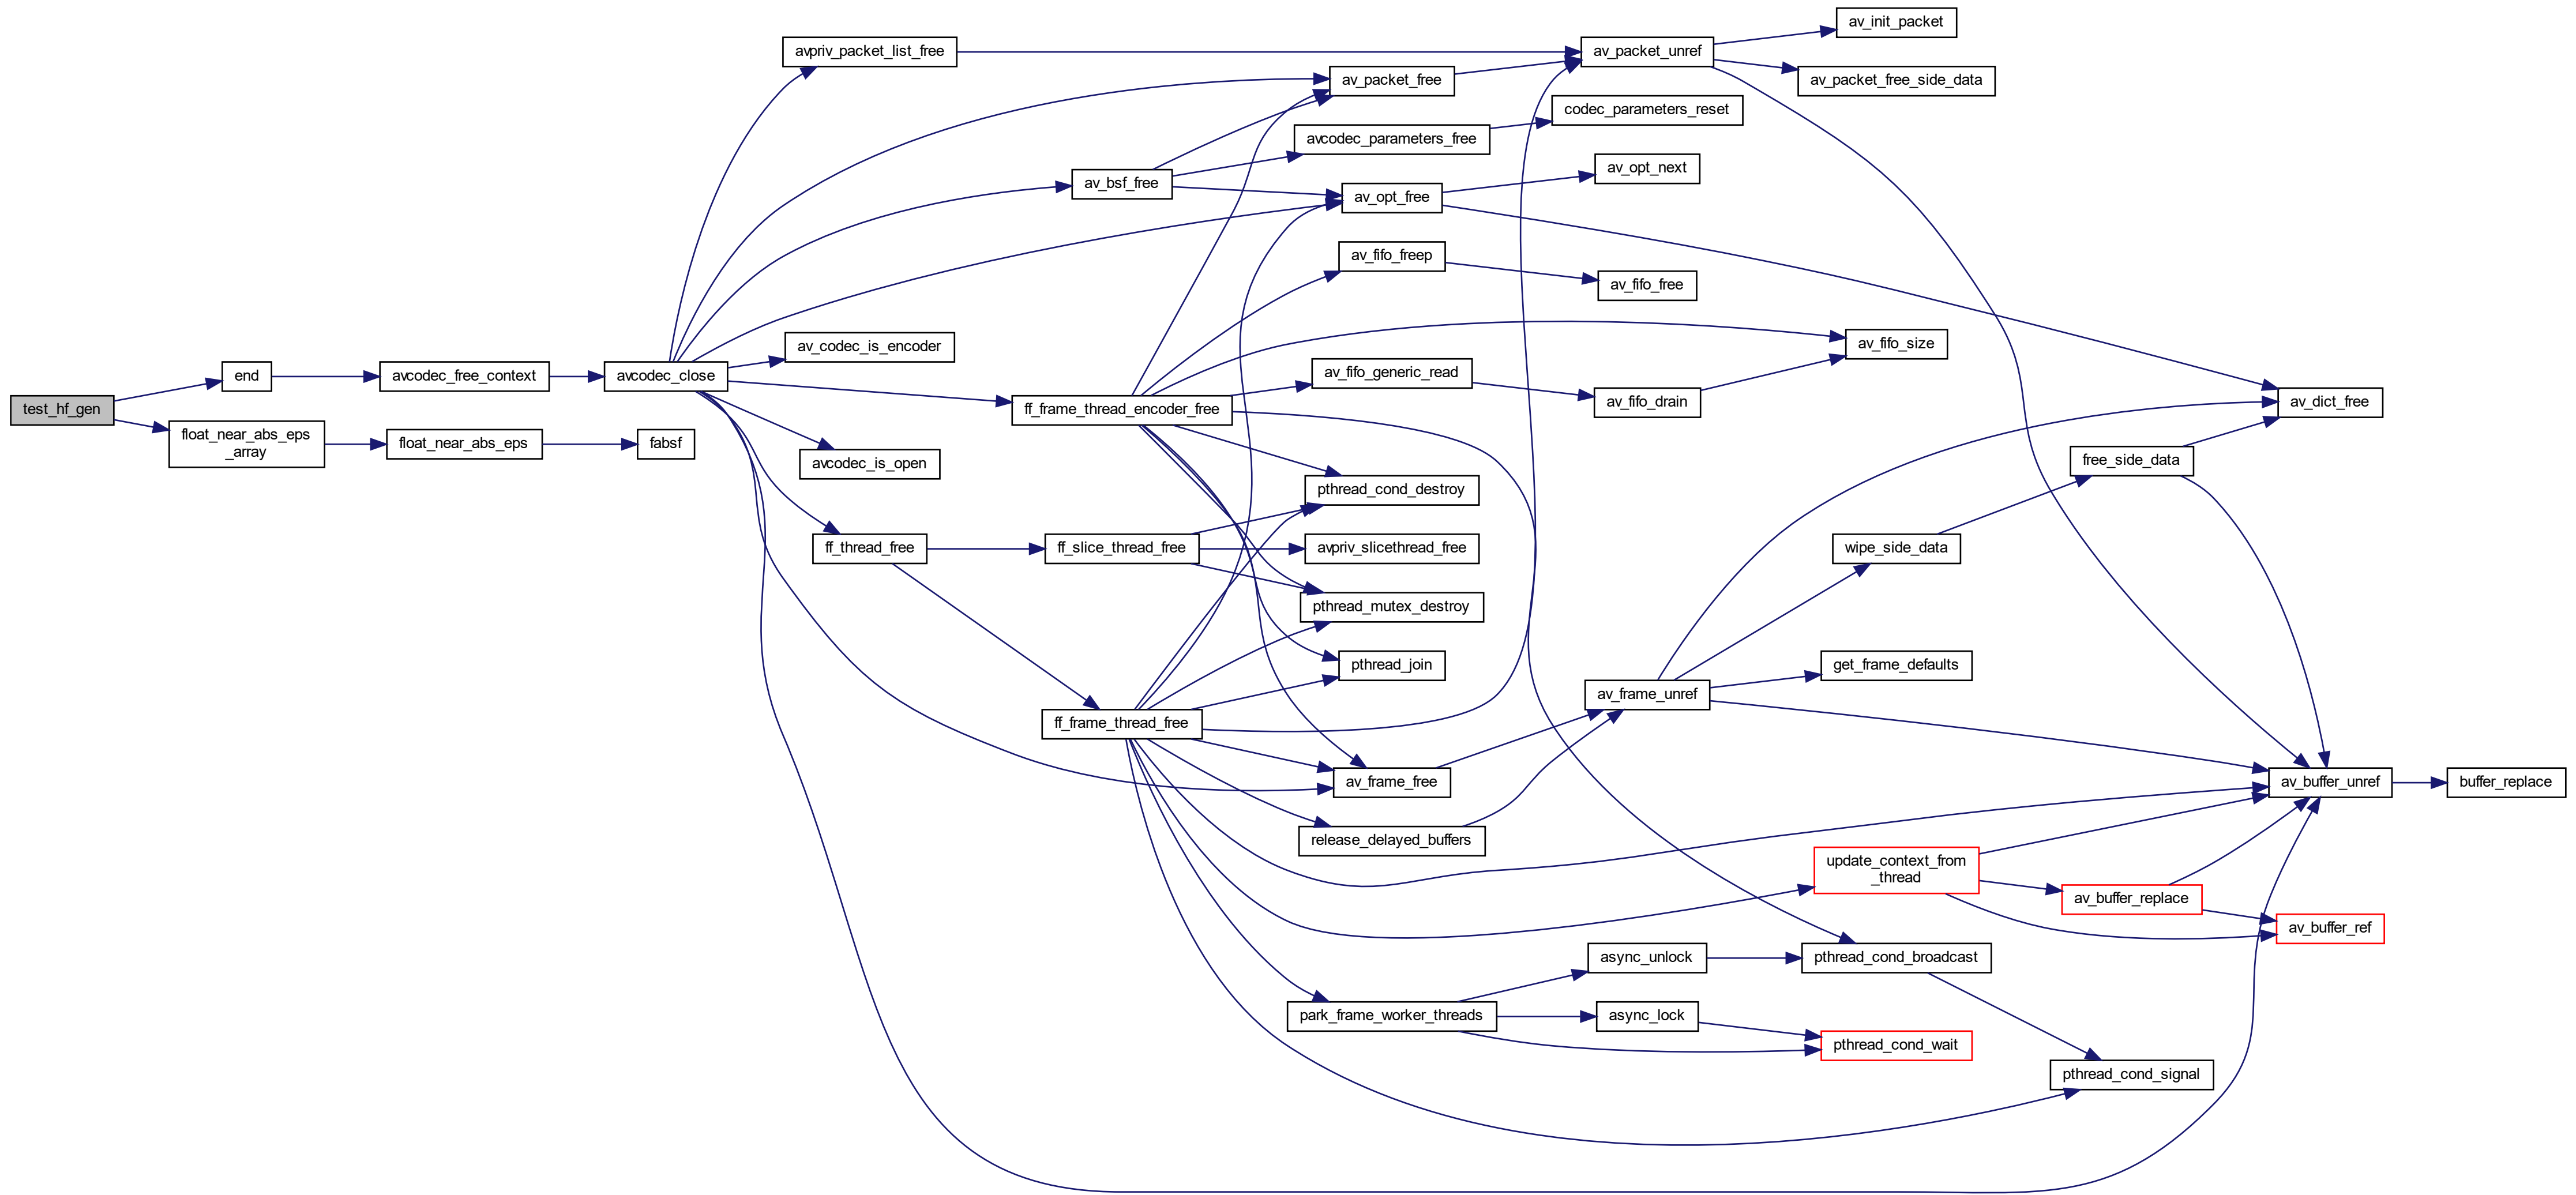 test_hf_gen
end
float_near_abs_eps
_array
avcodec_free_context
float_near_abs_eps
avcodec_close
fabsf
avpriv_packet_list_free
av_codec_is_encoder
avcodec_is_open
ff_thread_free
av_bsf_free
ff_frame_thread_encoder_free
ff_slice_thread_free
ff_frame_thread_free
av_packet_free
avcodec_parameters_free
av_opt_free
av_fifo_freep
av_fifo_generic_read
pthread_cond_destroy
avpriv_slicethread_free
pthread_mutex_destroy
pthread_join
av_frame_free
release_delayed_buffers
park_frame_worker_threads
av_packet_unref
codec_parameters_reset
av_opt_next
av_fifo_free
av_fifo_drain
av_frame_unref
async_unlock
async_lock
av_init_packet
av_packet_free_side_data
av_fifo_size
wipe_side_data
get_frame_defaults
update_context_from
_thread
pthread_cond_broadcast
pthread_cond_wait
free_side_data
av_buffer_replace
pthread_cond_signal
av_dict_free
av_buffer_unref
av_buffer_ref
buffer_replace